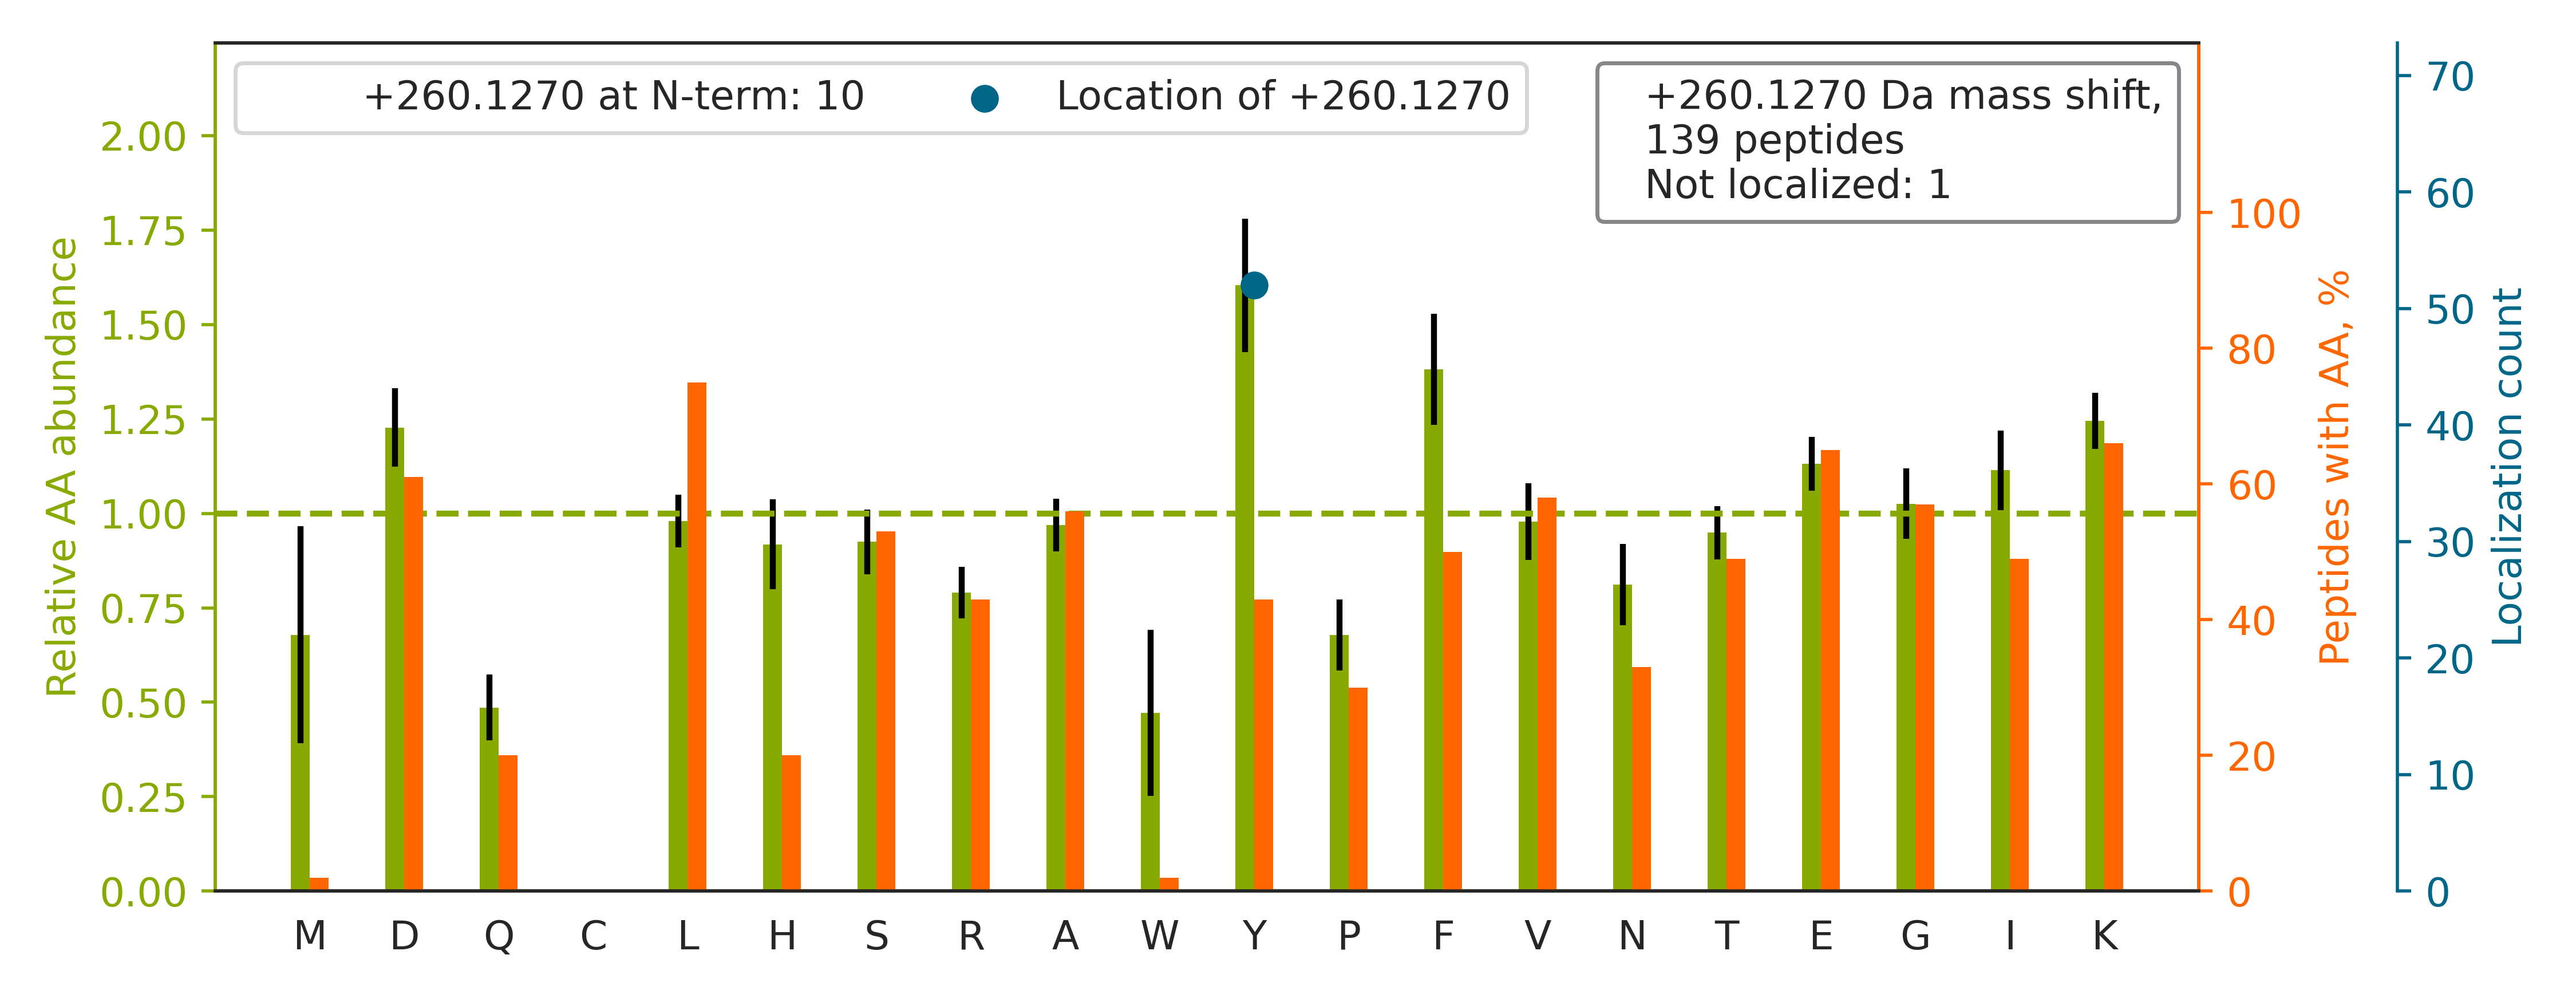 +260.1270 at N-term: 10
Location of +260.1270
+260.1270 Da mass shift,
139 peptides
Not localized: 1
Relative AA abundance
2.00
1.75
1.50
1.25
1.00
0.75
0.50
0.25
0.00
M D Q C L H S R A W Y P F V N T E G I K
100
80
60
40
20
0
Peptides with AA, %
70
60
50
40
30
20
10
0
Localization count